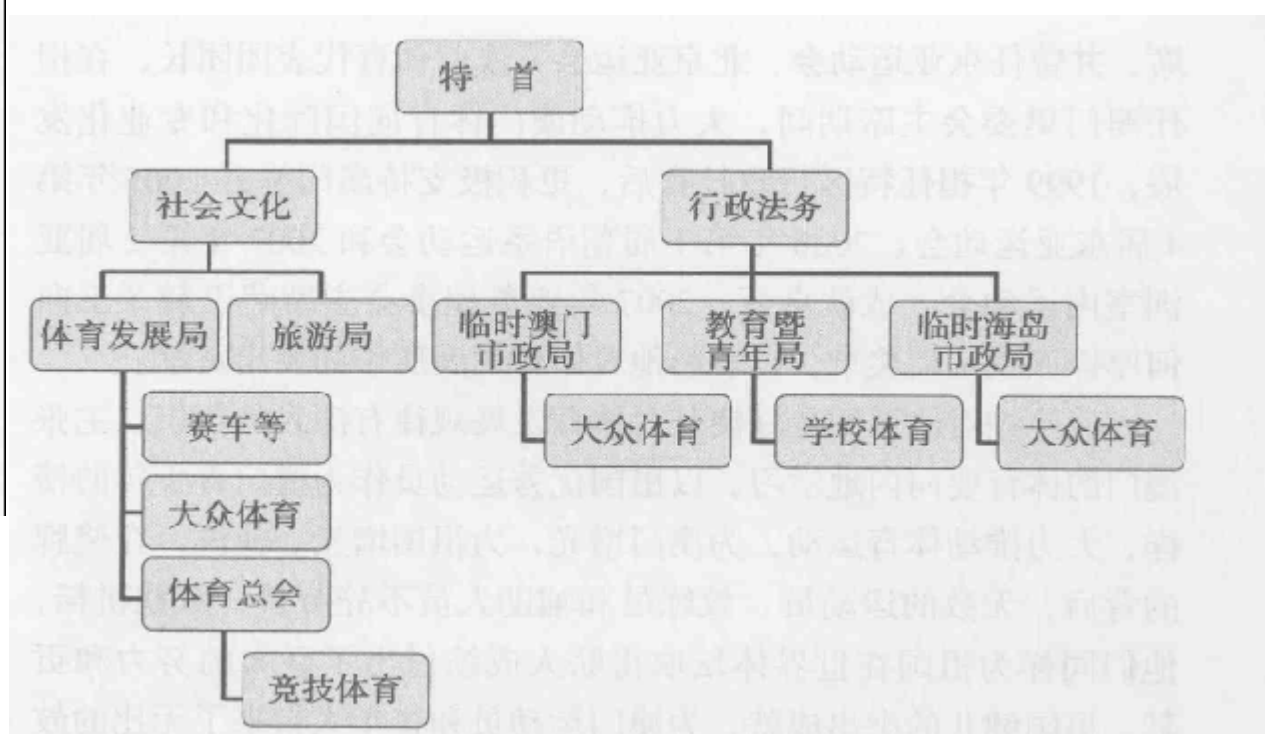 特 首
社会文化
行政法务
体育发展局
旅游局
临时澳门
市政局
教育暨
青年局
临时海岛
市政局
赛车等
大众体育
学校体育
大众体育
大众体育
体育总会
竞技体育